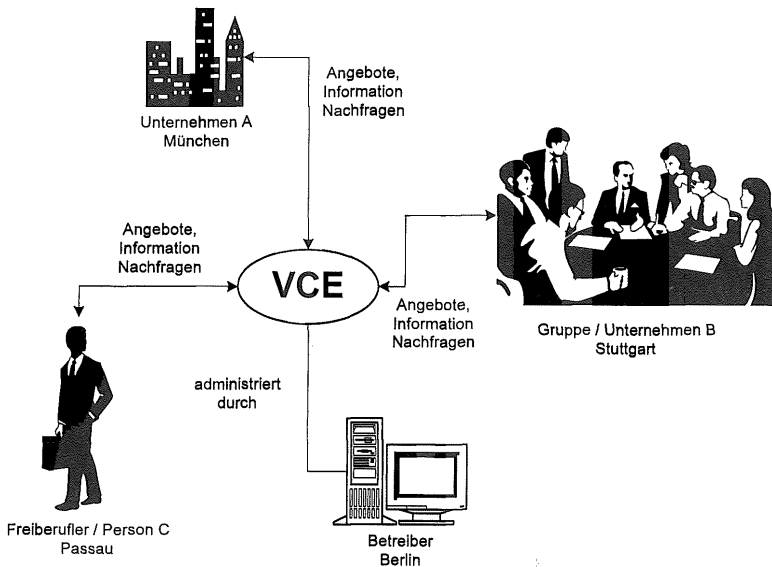 Angebote,
Information
Nachfragen
Unternehmen A
München
Angebote,
Information
Nachfragen
VCE
Angebote,
Information
Nachfragen
Gruppe / Unternehmen B
Stuttgart
administriert
durch
Freiberufler / Person C
Passau
Betreiber
Berlin